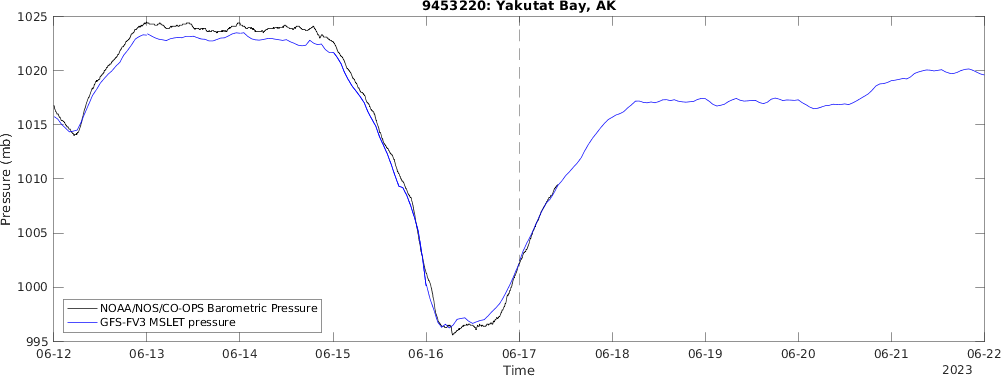 9453220: Yakutat Bay, AK
Pressure (mb)
1025
1020
1015
1010
1005
1000
995
NOAA/NOS/CO-OPS Barometric Pressure
GFS-FV3 MSLET pressure
06-12 06-13 06-14 06-15 06-16 06-17 06-18 06-19 06-20 06-21 06-22
Time
2023